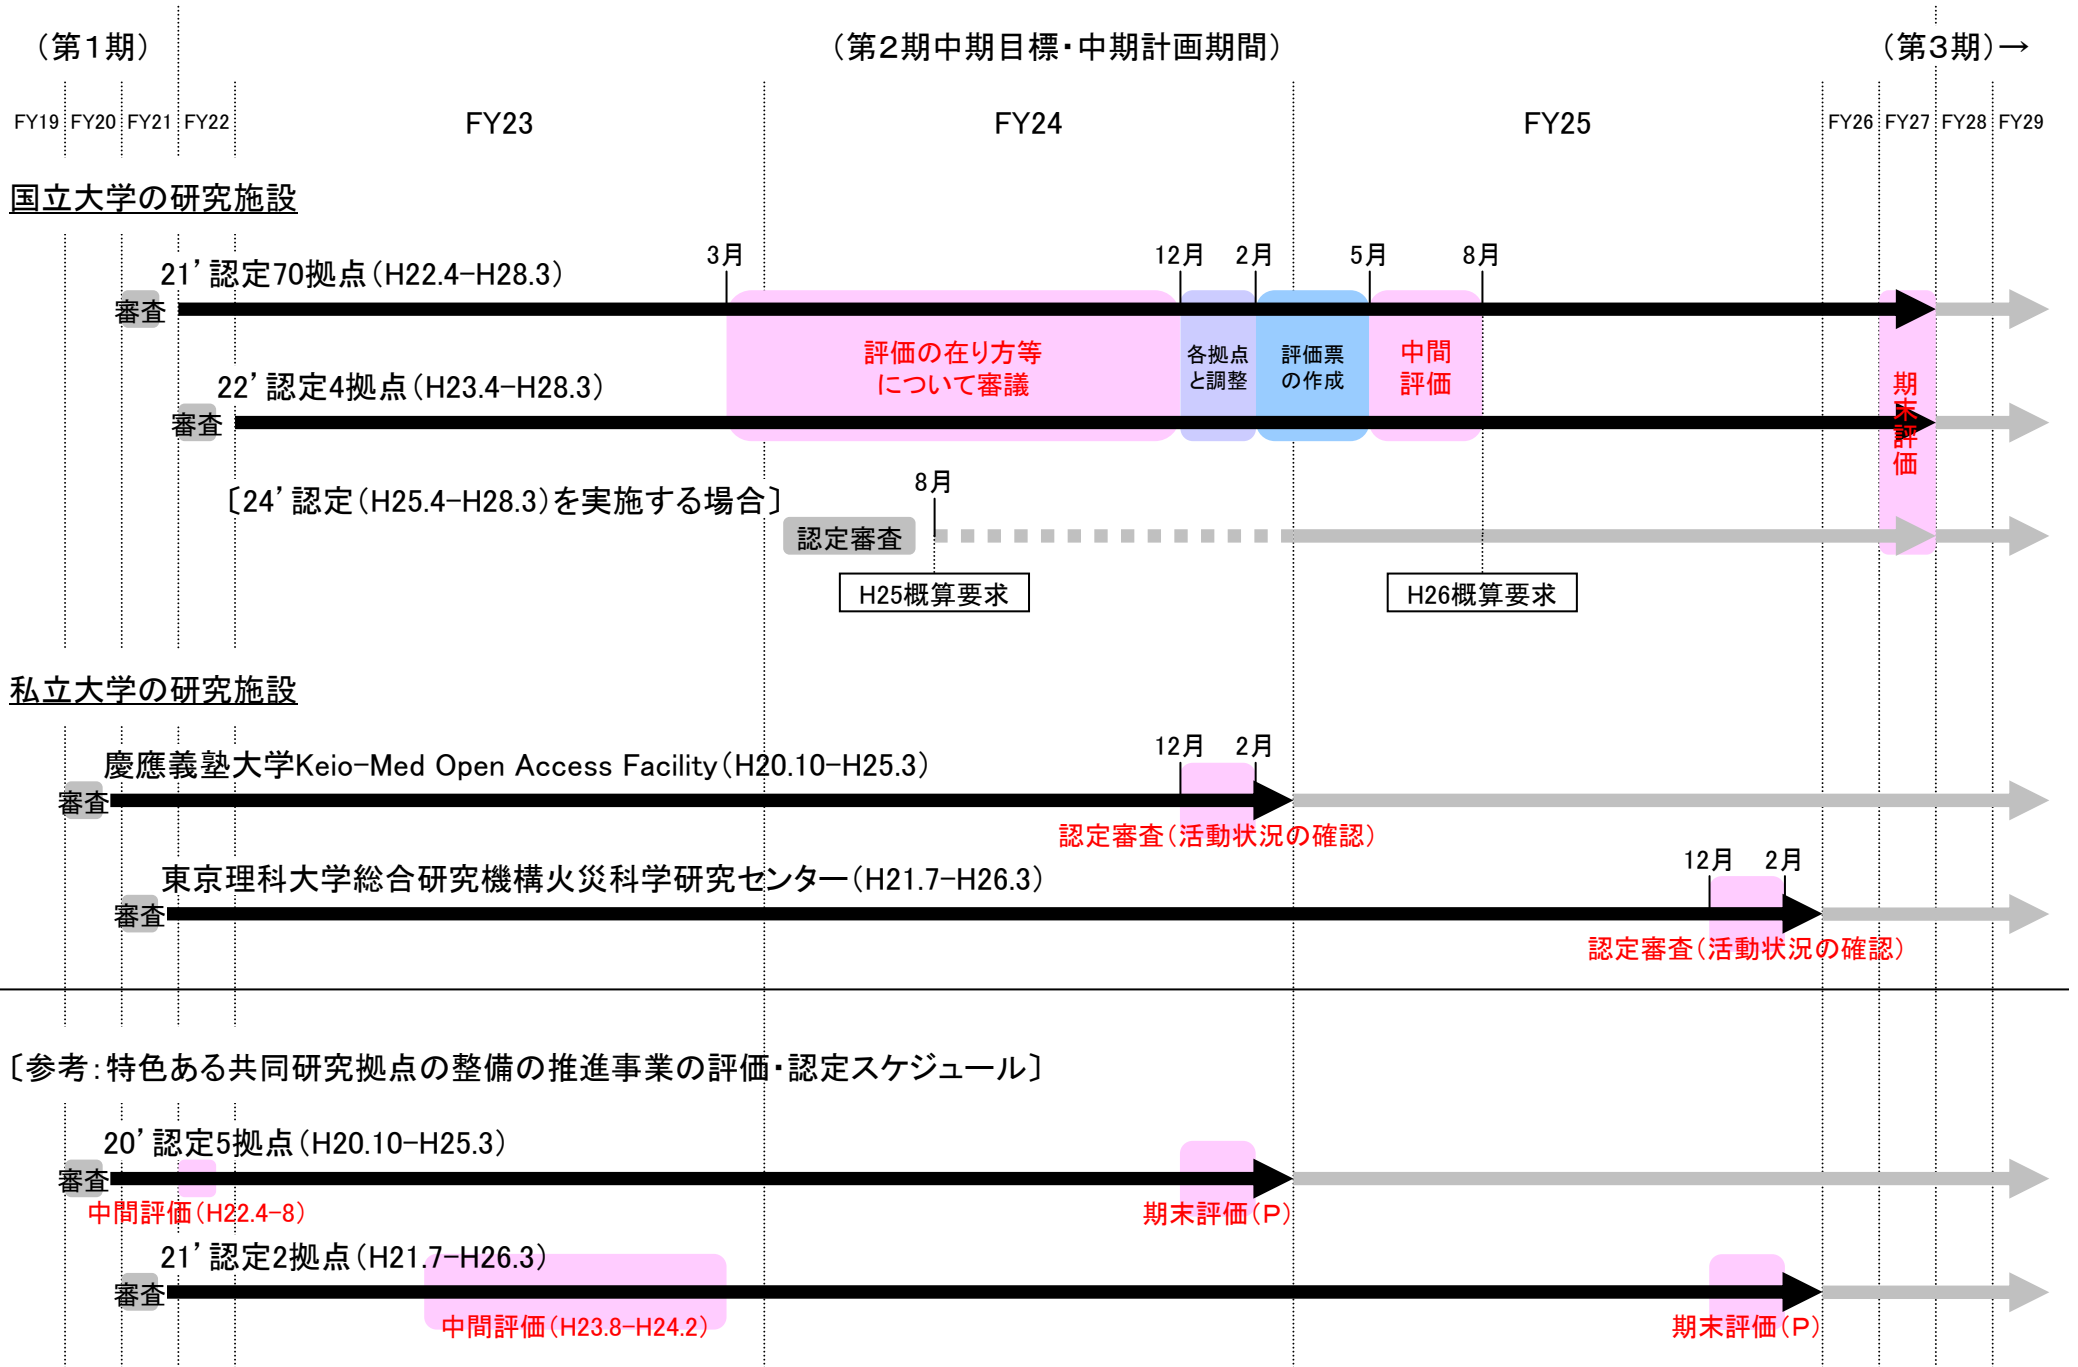 （第１期）
（第２期中期目標・中期計画期間）
（第３期）→
FY19 FY20 FY21 FY22 FY23 FY24 FY25 FY26 FY27 FY28 FY29
国立大学の研究施設
3月 12月 2月 5月 8月
21’認定70拠点（H22.4-H28.3）
審査
評価の在り方等
について審議
各拠点
と調整
評価票
の作成
中間
評価
22’認定4拠点（H23.4-H28.3）
審査
期末評価
〔24’認定（H25.4-H28.3）を実施する場合〕
8月
認定審査
H25概算要求
H26概算要求
私立大学の研究施設
12月 2月
慶應義塾大学Keio-Med Open Access Facility（H20.10-H25.3）
審査
認定審査（活動状況の確認）
12月 2月
東京理科大学総合研究機構火災科学研究センター（H21.7-H26.3）
審査
認定審査（活動状況の確認）
〔参考：特色ある共同研究拠点の整備の推進事業の評価・認定スケジュール〕
20’認定5拠点（H20.10-H25.3）
審査
中間評価（H22.4-8）
期末評価（P）
21’認定2拠点（H21.7-H26.3）
審査
中間評価（H23.8-H24.2）
期末評価（P）